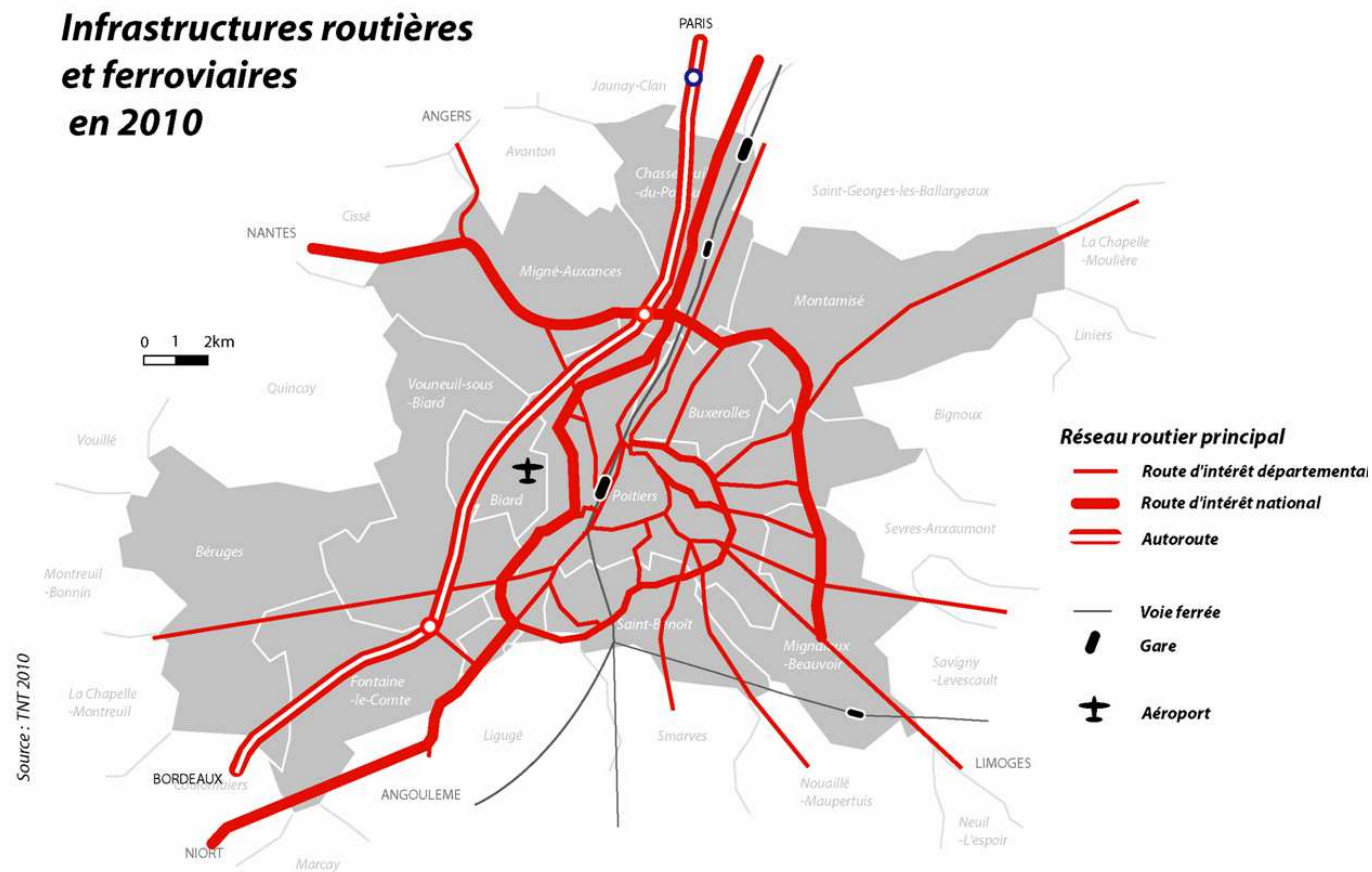 Infrastructures routières
et ferroviaires
en 2010
PARIS
Jaunay-Clan
ANGERS
Avanton
Saint-Georges-les-Ballargeaux
Cissé
NANTES
La Chapelle
-Moulière
Migné-Auxances
Montamisé
Liniers
0 1 2km
Quincay
Vouneuil-sous
-Biard
Buxerolles
Bignoux
Vouillé
Réseau routier principal
Route d'intérêt départemental
Route d'intérêt national
Autoroute
Biard
Poitiers
Sevres-Anxaumont
Béruges
Montreuil
-Bonnin
Voie ferrée
Gare
Aéroport
Saint-Benoît
-Beauvoir
Savigny
-Levescault
La Chapelle
-Montreuil
Fontaine
-le-Comte
Ligugé
Smarves
BORDEAUX
ANGOULEME
LIMOGES
Nouaillé
-Maupertuis
Neuil
-L'espoir
NIORT
Marcay
Source : TNT 2010